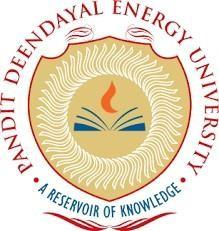 PANDIT DEENDAYAL ENERGY UNIVERSITY
• A RESERVOIR OF KNOWLEDGE •